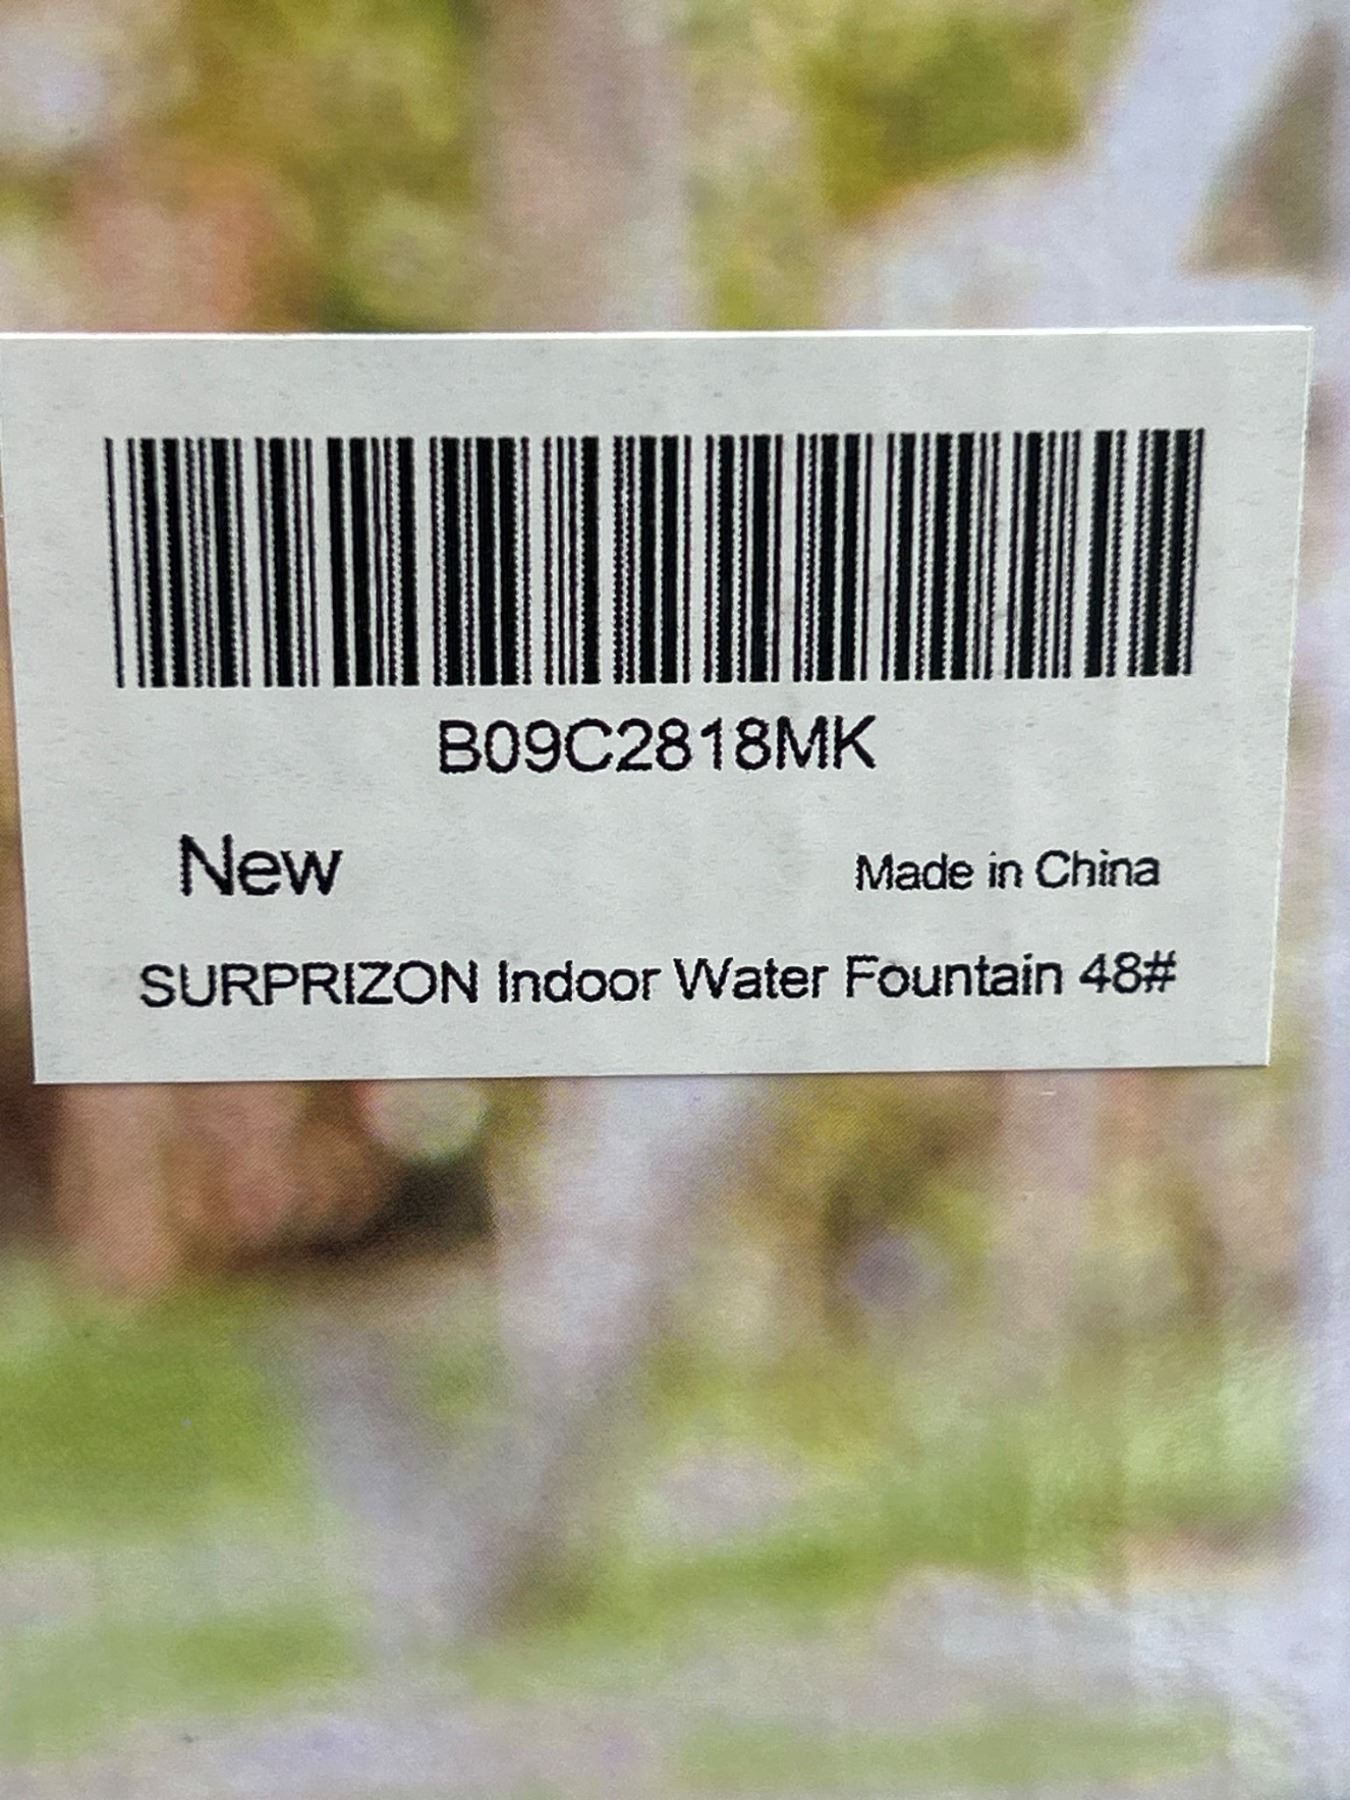 B09C2818MK
New
Made in China
SURPRIZON Indoor Water Fountain 48#